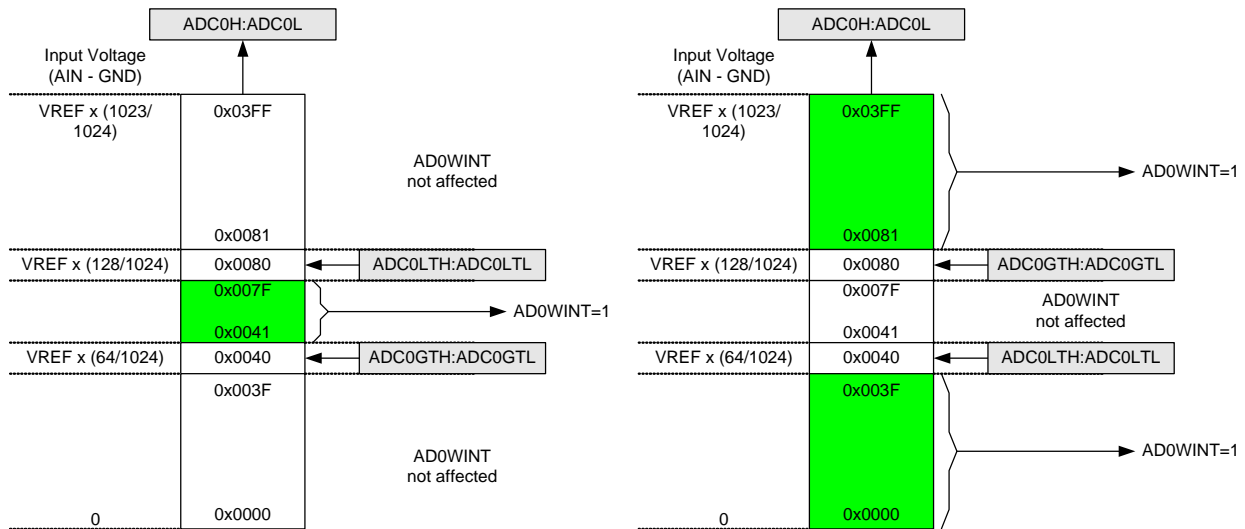 ADC0H:ADC0L
Input Voltage
(AIN - GND)
VREF x (1023/
1024)
0x03FF
AD0WINT
not affected
0x0081
VREF x (128/1024)
0x0080
ADC0LTH:ADC0LTL
0x007F
AD0WINT=1
0x0041
VREF x (64/1024)
0x0040
ADC0GTH:ADC0GTL
0x003F
AD0WINT
not affected
0
0x0000
ADC0H:ADC0L
Input Voltage
(AIN - GND)
VREF x (1023/
1024)
0x03FF
AD0WINT=1
0x0081
VREF x (128/1024)
0x0080
ADC0GTH:ADC0GTL
0x007F
AD0WINT
not affected
0x0041
VREF x (64/1024)
0x0040
ADC0LTH:ADC0LTL
0x003F
AD0WINT=1
0
0x0000